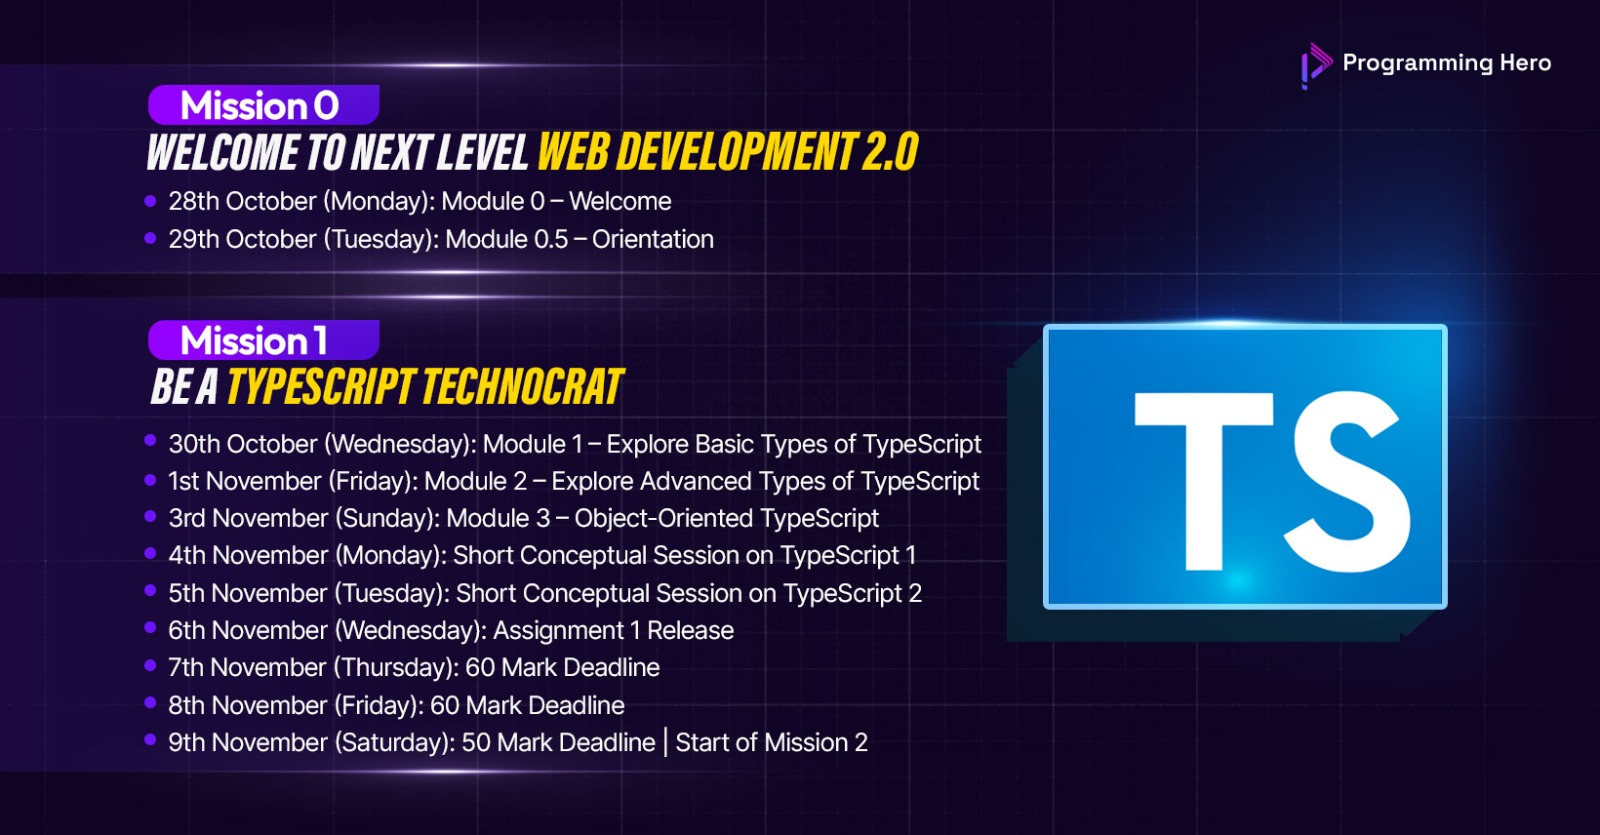 Programming Hero
Mission 0
WELCOME TO NEXT LEVEL WEB DEVELOPMENT 2.0
28th October (Monday): Module 0 – Welcome
29th October (Tuesday): Module 0.5 – Orientation
Mission 1
BE A TYPESCRIPT TECHNOCRAT
30th October (Wednesday): Module 1 – Explore Basic Types of TypeScript
1st November (Friday): Module 2 – Explore Advanced Types of TypeScript
3rd November (Sunday): Module 3 – Object-Oriented TypeScript
4th November (Monday): Short Conceptual Session on TypeScript 1
5th November (Tuesday): Short Conceptual Session on TypeScript 2
6th November (Wednesday): Assignment 1 Release
7th November (Thursday): 60 Mark Deadline
8th November (Friday): 60 Mark Deadline
9th November (Saturday): 50 Mark Deadline | Start of Mission 2
TS